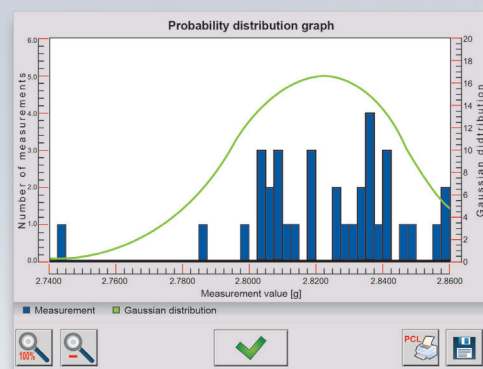 Probability distribution graph
Number of measurements
6.0
5.0
4.0
3.0
2.0
1.0
0.0
20
18
16
14
12
10
8
6
4
2
0
Gaussian distribution
2.7400 2.7600 2.7800 2.8000 2.8200 2.8400 2.8600
Measurement value [g]
Measurement Gaussian distribution
100%
PCL